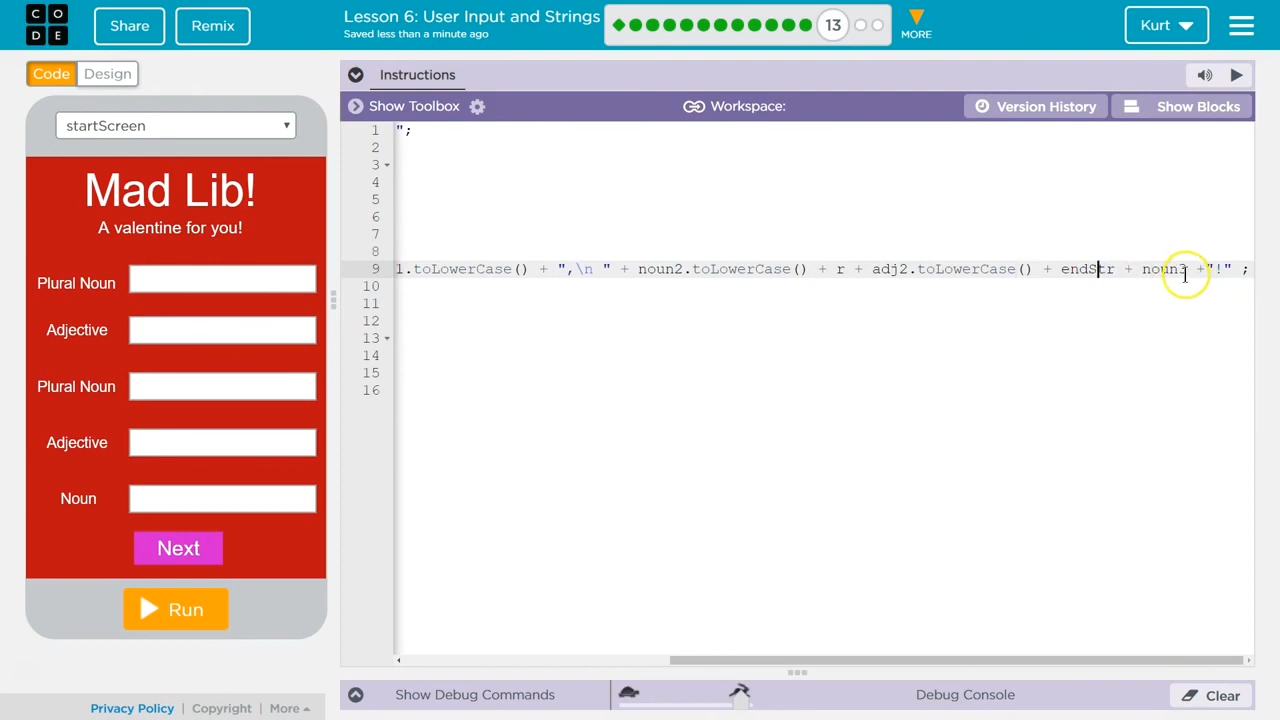 CODE
Share
Remix
Lesson 6: User Input and Strings
Saved less than a minute ago
13
MORE
Kurt
Code
Design
Instructions
startScreen
Show Toolbox
Workspace:
Version History
Show Blocks
1 ";
2
3
4
5
6
7
8
9 1.toLowerCase() + ",\n " + noun2.toLowerCase() + r + adj2.toLowerCase() + endStr + noun3 +"!" ;
10
11
12
13
14
15
16
Mad Lib!
A valentine for you!
Plural Noun
Adjective
Plural Noun
Adjective
Noun
Next
Run
Show Debug Commands
Debug Console
Clear
Privacy Policy | Copyright | More